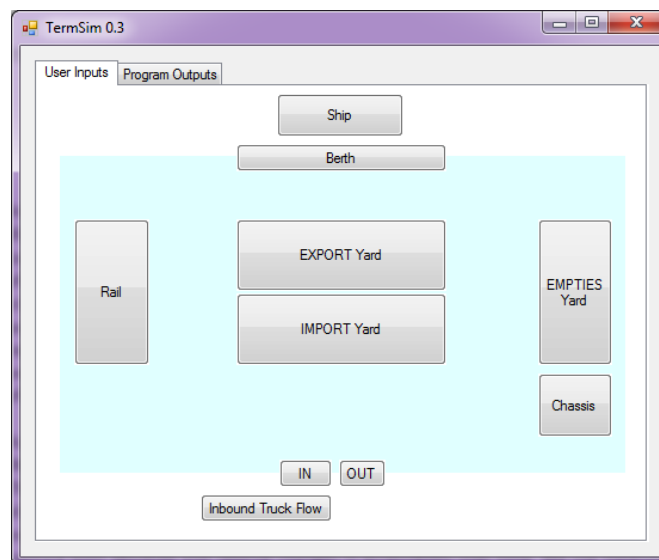 TermSim 0.3
User Inputs Program Outputs
Ship
Berth
EXPORT Yard
Rail
EMPTIES
Yard
IMPORT Yard
Chassis
IN OUT
Inbound Truck Flow